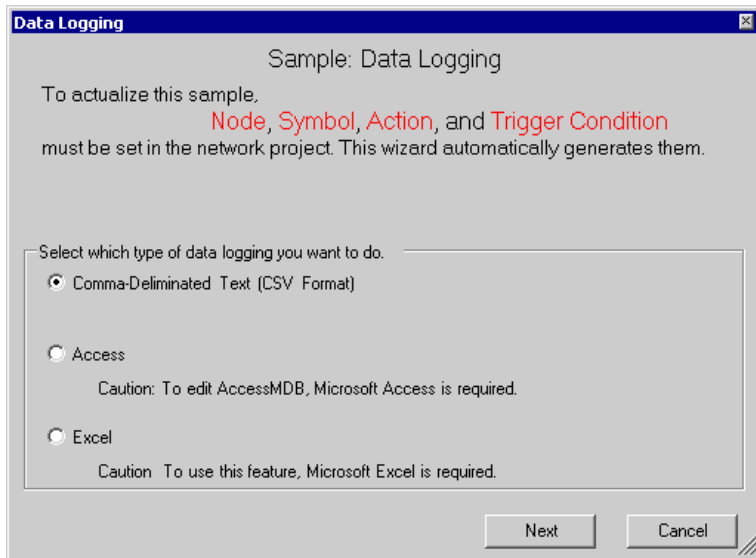 Data Logging
Sample: Data Logging
To actualize this sample,
Node, Symbol, Action, and Trigger Condition
must be set in the network project. This wizard automatically generates them.
Select which type of data logging you want to do.
Comma-Deliminated Text (CSV Format)
Access
Caution: To edit AccessMDB, Microsoft Access is required.
Excel
Caution To use this feature, Microsoft Excel is required.
Next
Cancel